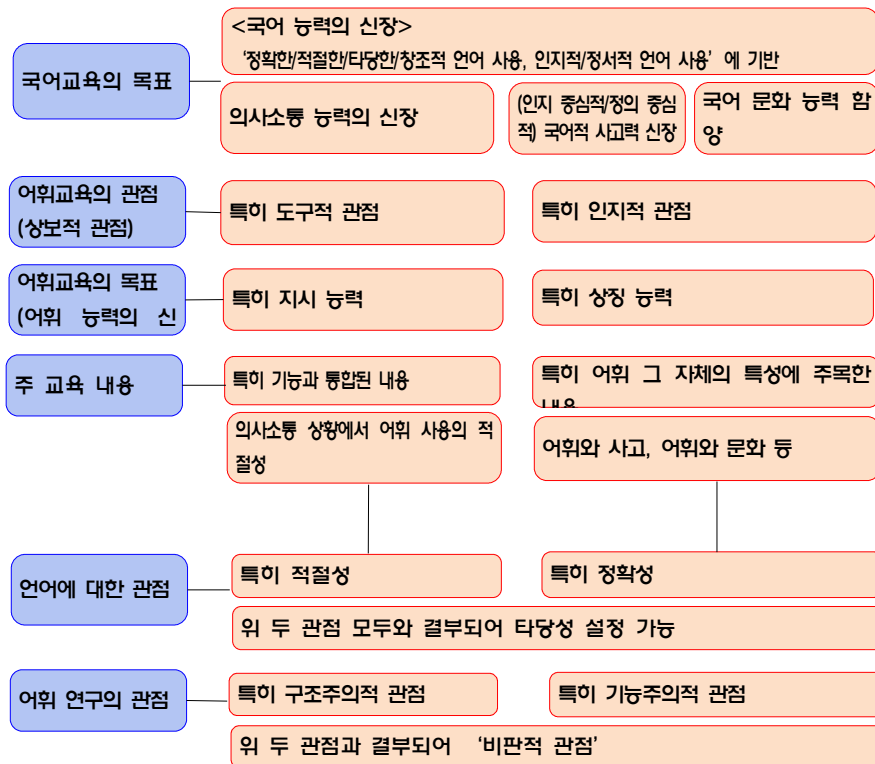 국어교육의 목표
<국어 능력의 신장>
‘정확한/적절한/타당한/창조적 언어 사용, 인지적/정서적 언어 사용’ 에 기반
의사소통 능력의 신장
(인지 중심적/정의 중심
적) 국어적 사고력 신장
국어 문화 능력 함
양
어휘교육의 관점
(상보적 관점)
특히 도구적 관점
특히 인지적 관점
어휘교육의 목표
(어휘 능력의 신
특히 지시 능력
특히 상징 능력
주 교육 내용
특히 기능과 통합된 내용
특히 어휘 그 자체의 특성에 주목한
내용
의사소통 상황에서 어휘 사용의 적
절성
어휘와 사고, 어휘와 문화 등
언어에 대한 관점
특히 적절성
특히 정확성
위 두 관점 모두와 결부되어 타당성 설정 가능
어휘 연구의 관점
특히 구조주의적 관점
특히 기능주의적 관점
위 두 관점과 결부되어 ‘비판적 관점’